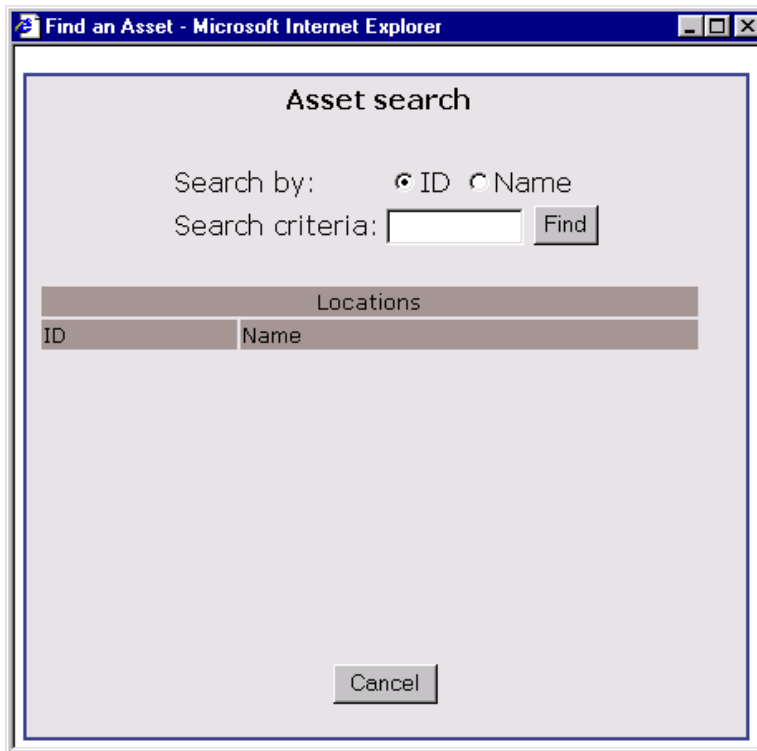 Find an Asset - Microsoft Internet Explorer
Asset search
Search by: ID Name
Search criteria: Find
Locations
ID Name
Cancel